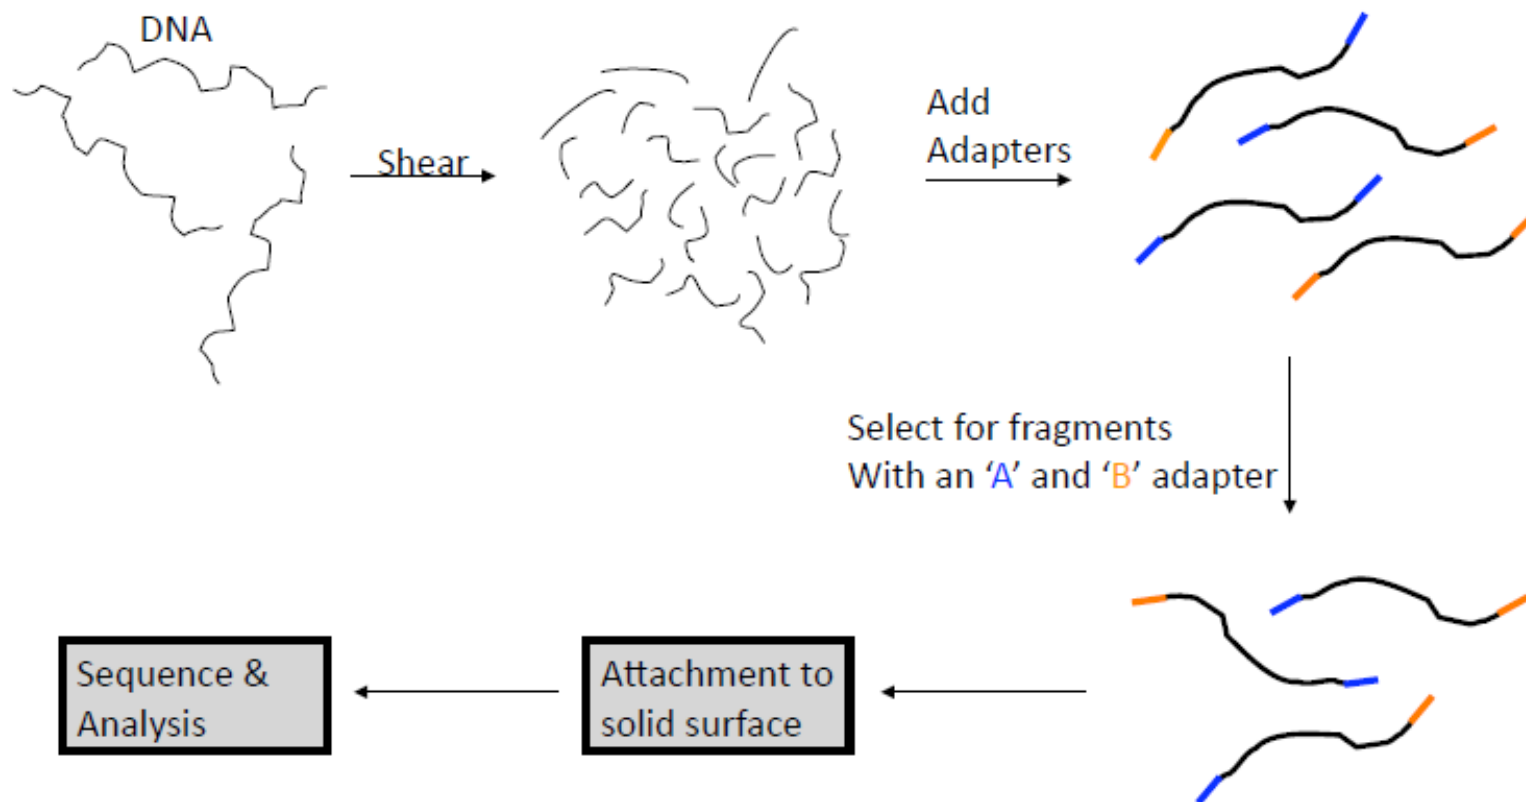 DNA
Shear
Add
Adapters
Select for fragments
With an ‘A’ and ‘B’ adapter
Attachment to
solid surface
Sequence &
Analysis